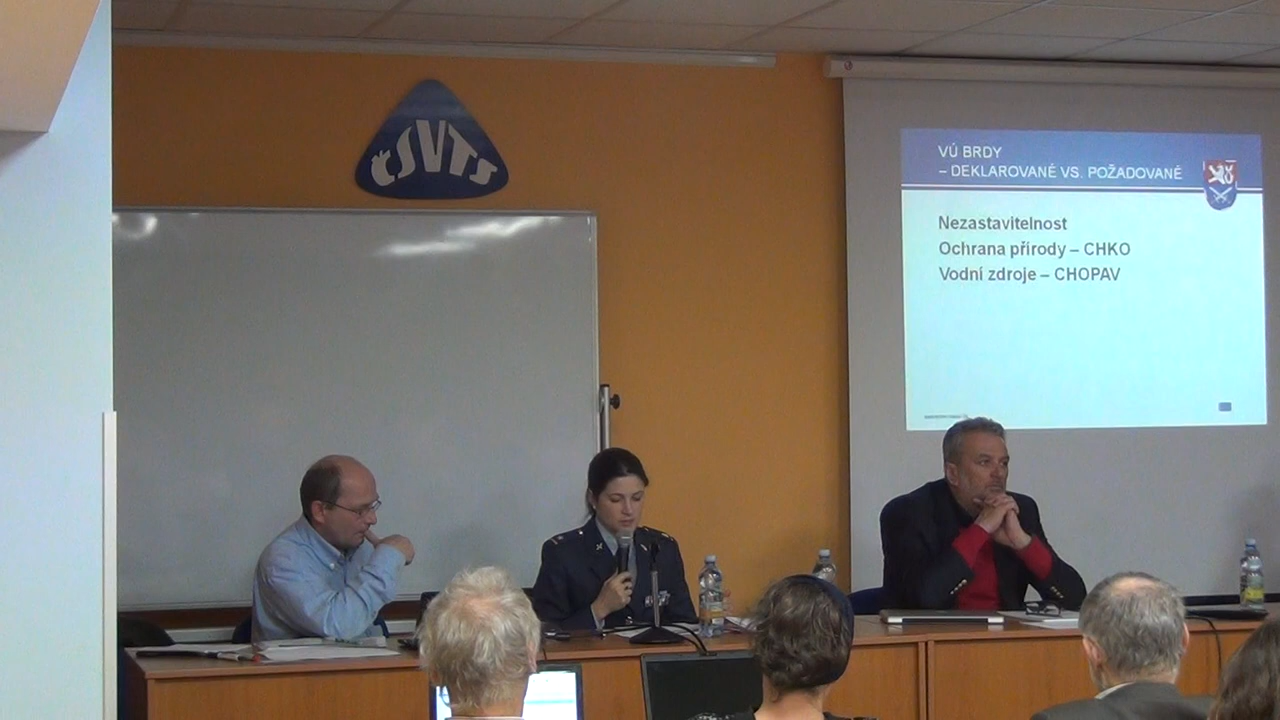 ČSVTS
VÚ BRDY
– DEKLAROVANÉ VS. POŽADOVANÉ
Nezastavitelnost
Ochrana přírody – CHKO
Vodní zdroje – CHOPAV